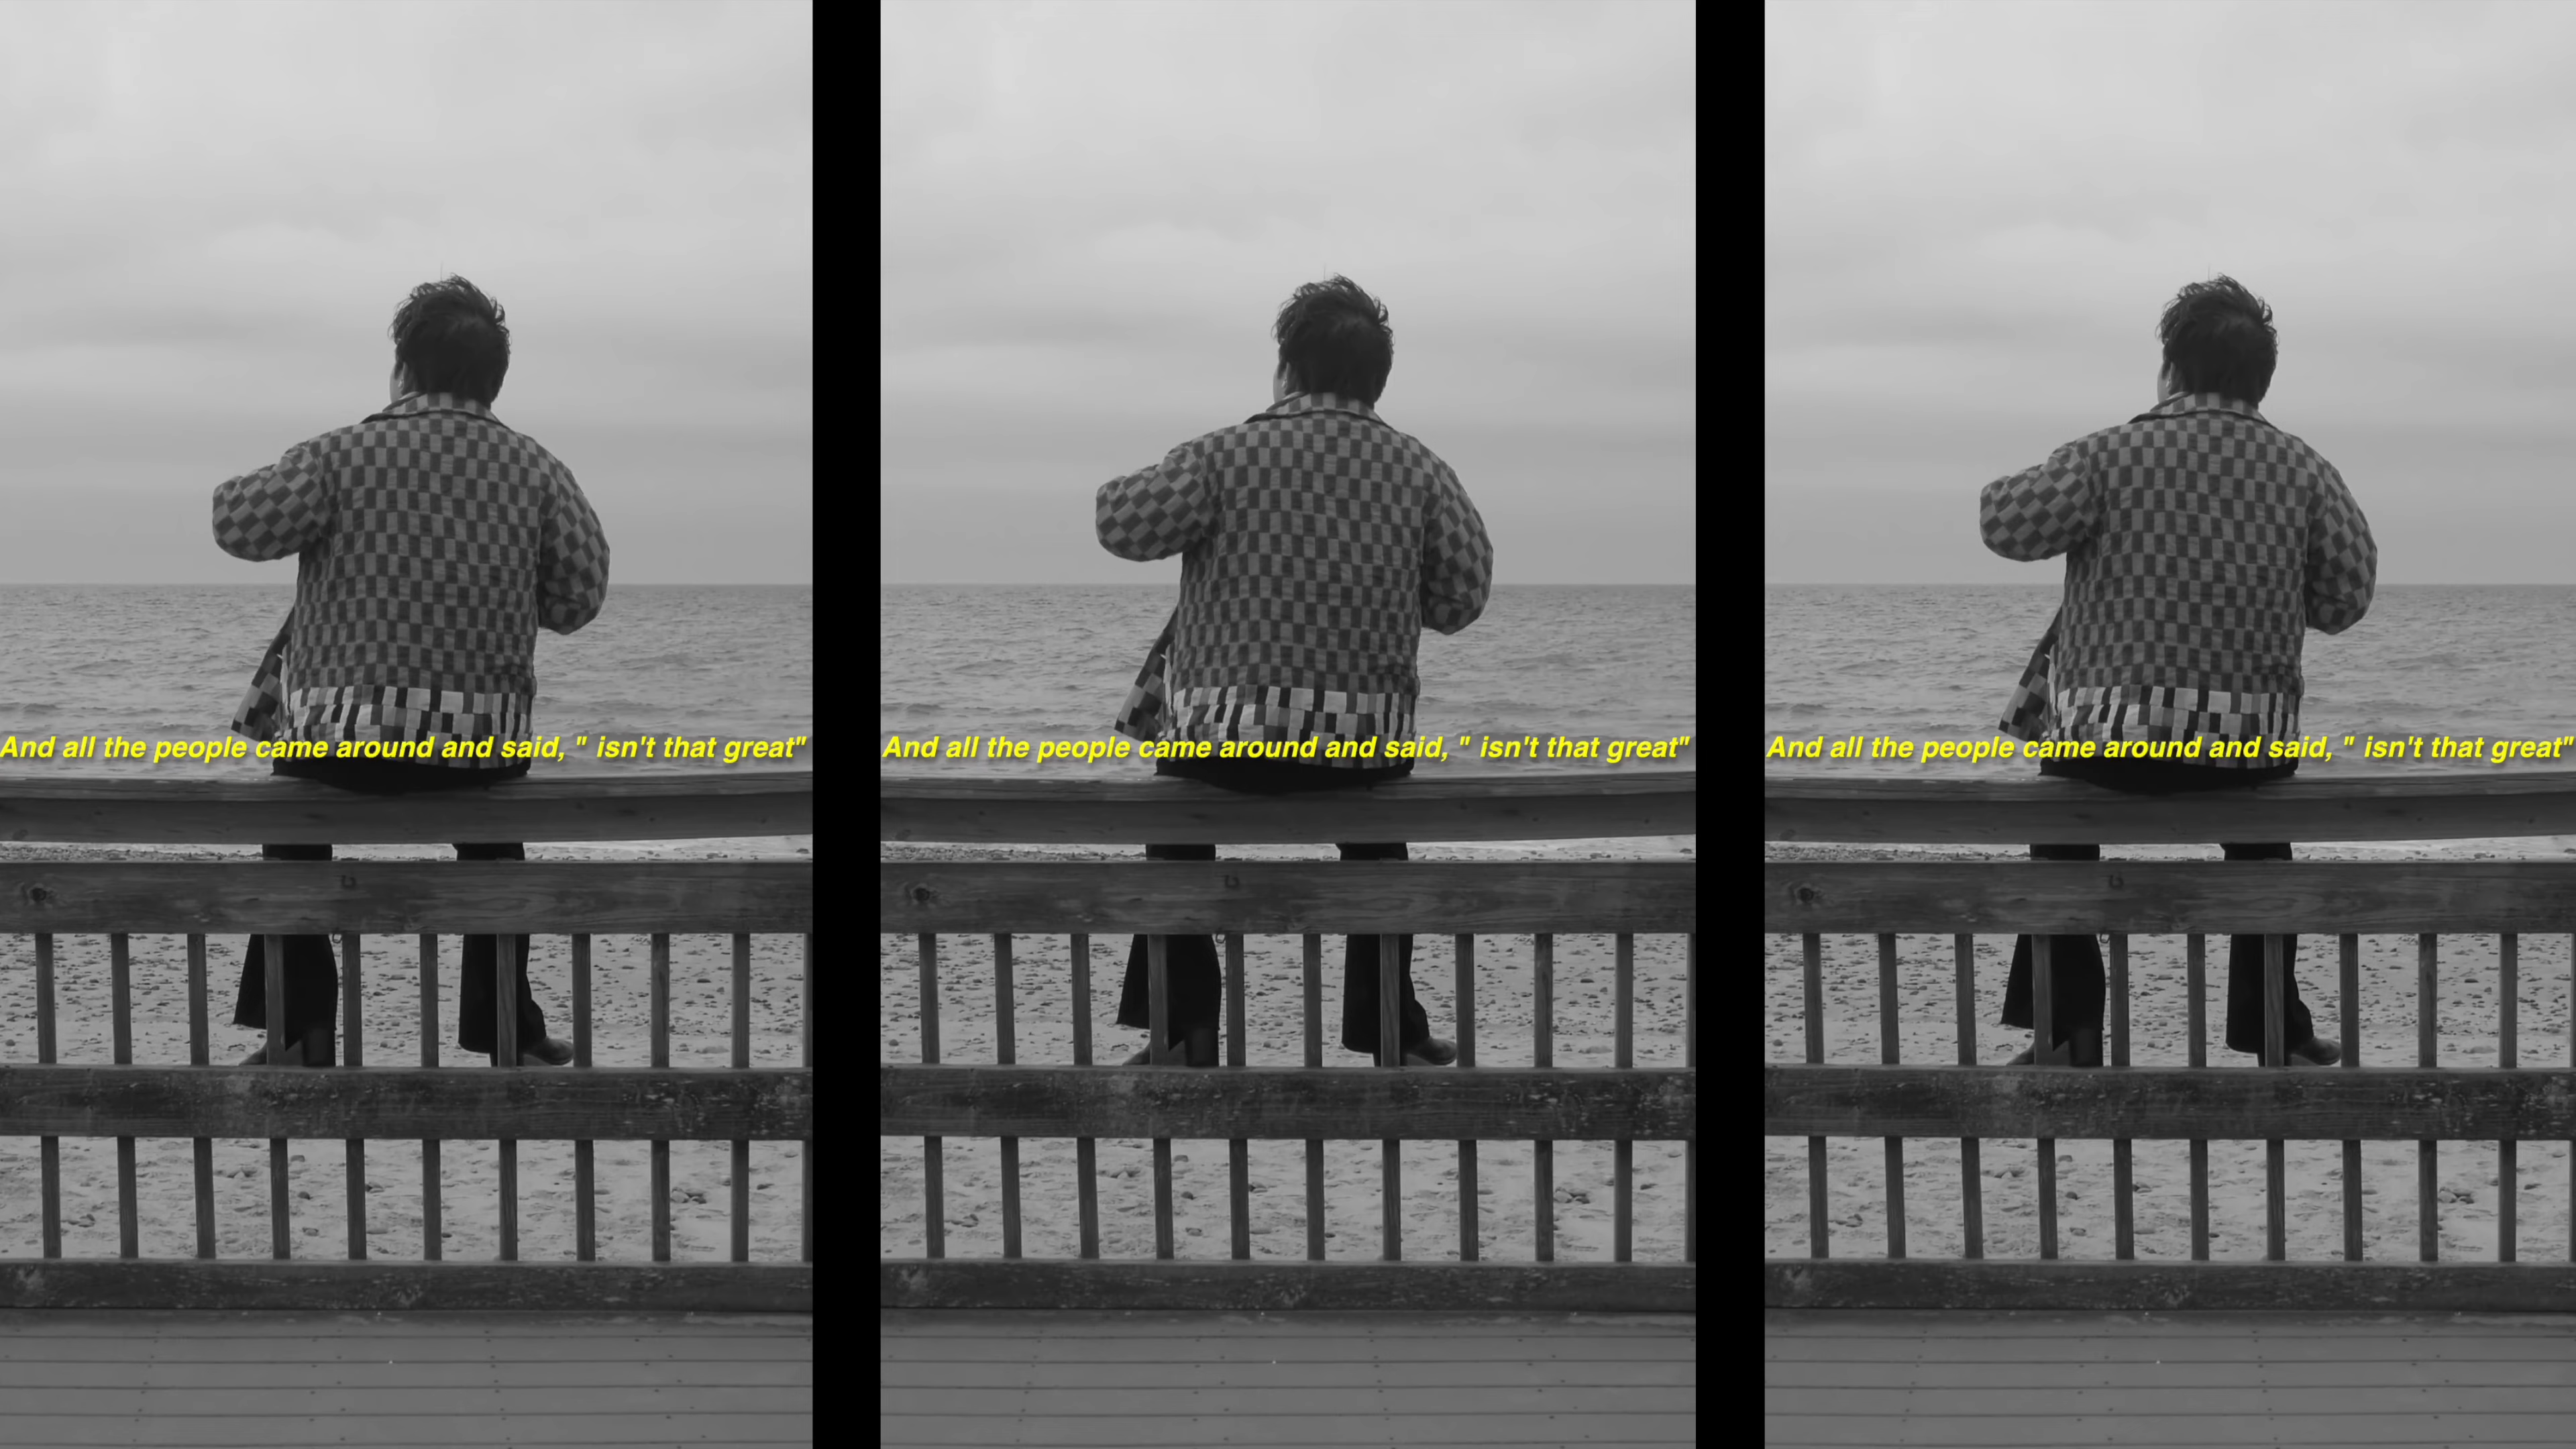 And all the people came around and said, " isn't that great"
And all the people came around and said, " isn't that great"
And all the people came around and said, " isn't that great"